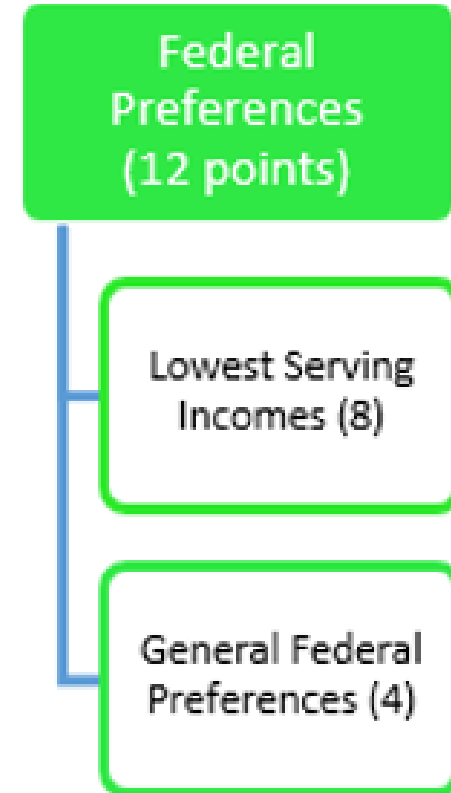 Federal
Preferences
(12 points)
Lowest Serving
Incomes (8)
General Federal
Preferences (4)